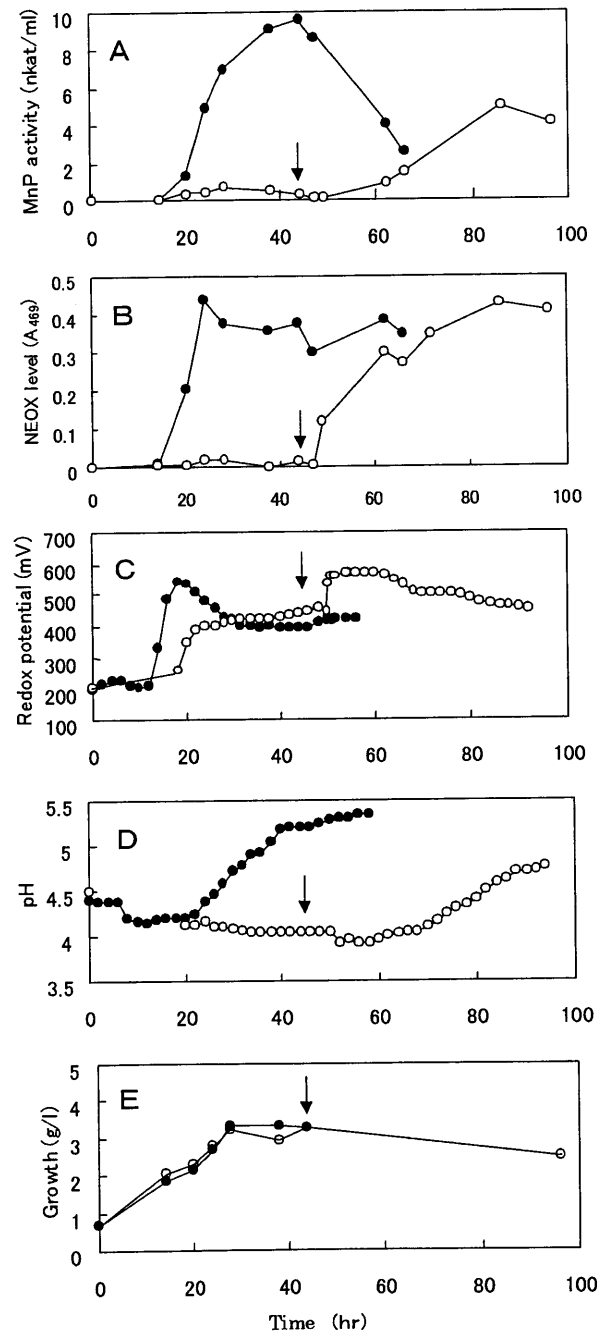 A
MnP activity (nkat/ml)
10
8
6
4
2
0
0 20 40 60 80 100
B
NEOX level (A469)
0.5
0.4
0.3
0.2
0.1
0
0 20 40 60 80 100
C
Redox potential (mV)
700
600
500
400
300
200
100
0 20 40 60 80 100
D
pH
5.5
5
4.5
4
3.5
0 20 40 60 80 100
E
Growth (g/l)
5
4
3
2
1
0
0 20 40 60 80 100
Time (hr)